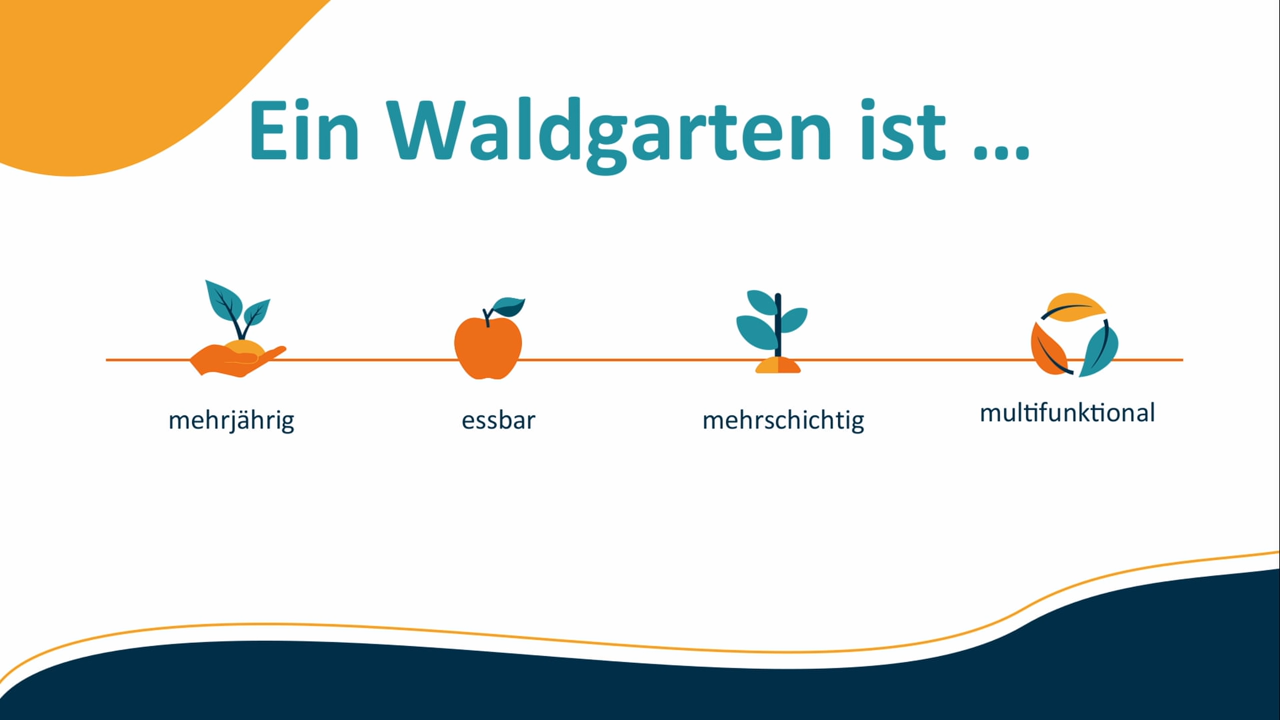 Ein Waldgarten ist ...
mehrjährig
essbar
mehrschichtig
multifunktional